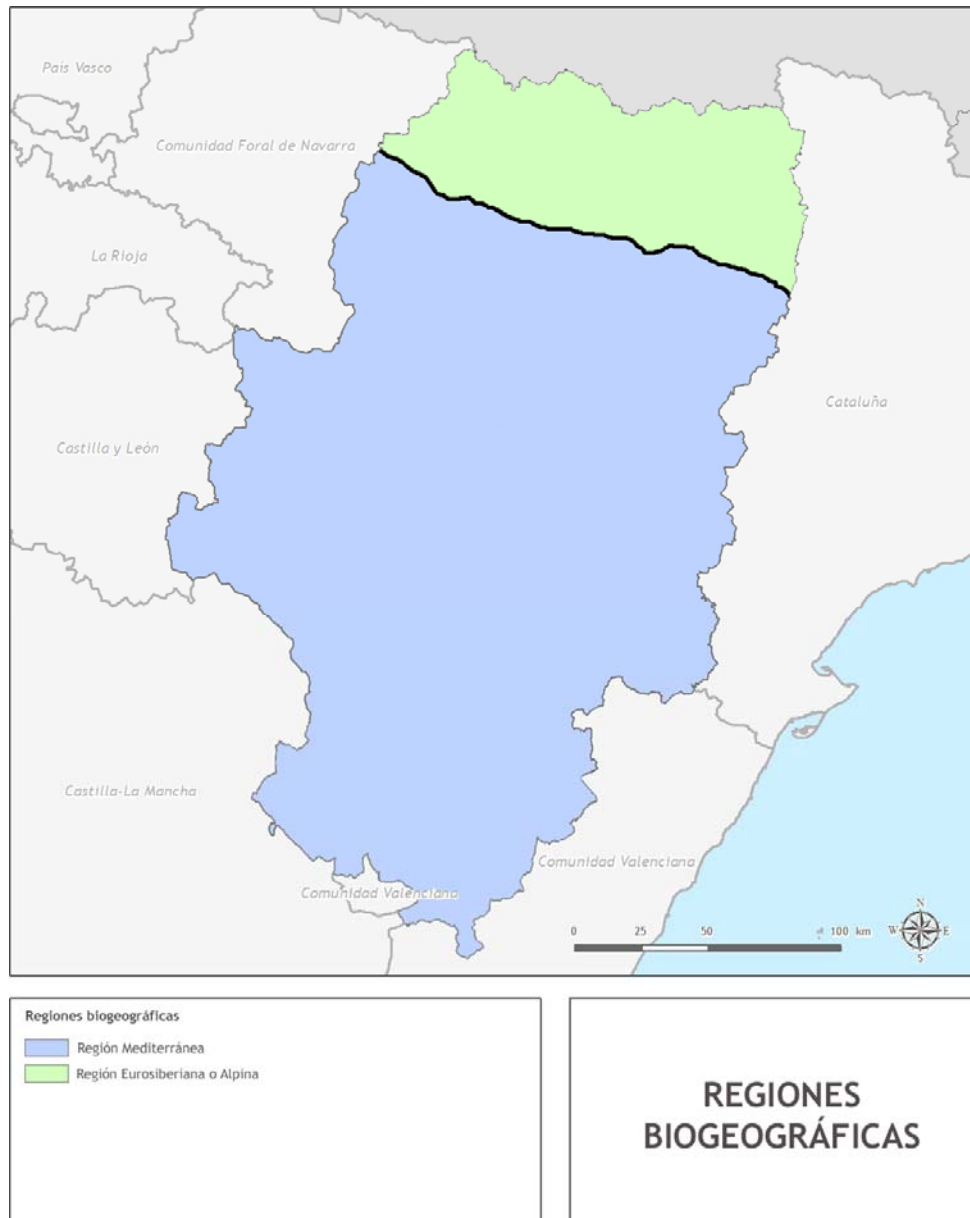 País Vasco
Comunidad Foral de Navarra
La Rioja
Castilla y León
Cataluña
Castilla-La Mancha
Comunidad Valenciana
Comunidad Valenciana
0 25 50 100 km
N
W E
S
Regiones biogeográficas
Región Mediterránea
Región Eurosiberiana o Alpina
REGIONES
BIOGEOGRÁFICAS